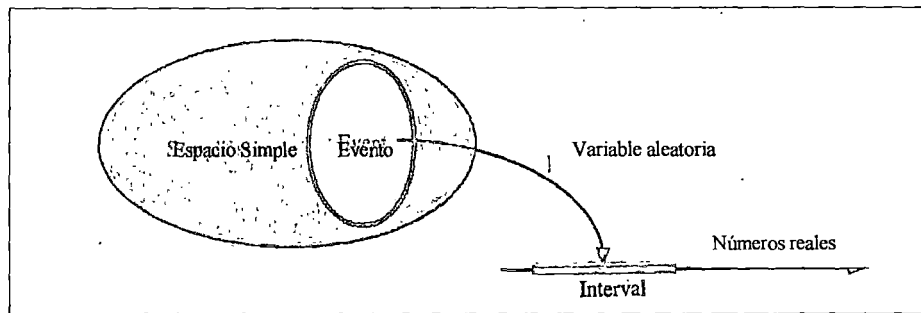 Espacio Simple
Evento
Variable aleatoria
Números reales
Interval